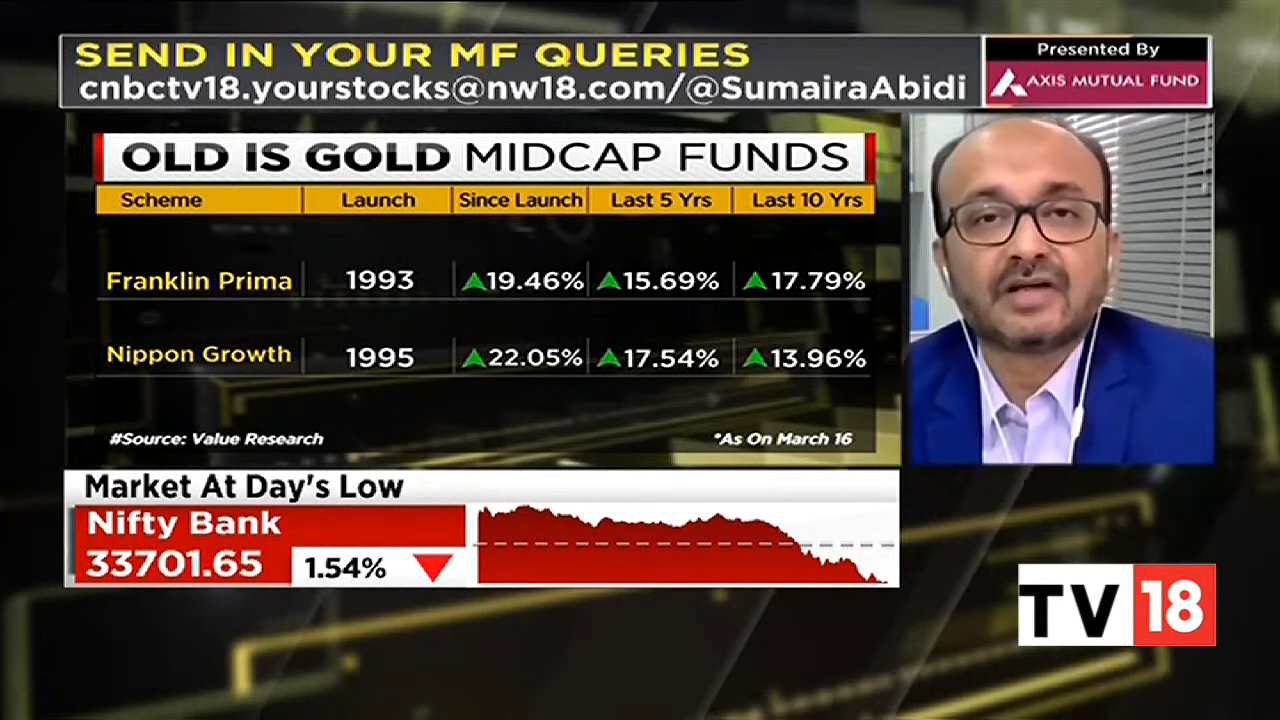 SEND IN YOUR MF QUERIES
cnbctv18.yourstocks@nw18.com/@SumairaAbidi
Presented By
AXIS MUTUAL FUND
OLD IS GOLD MIDCAP FUNDS
Scheme Launch Since Launch Last 5 Yrs Last 10 Yrs
Franklin Prima 1993 19.46% 15.69% 17.79%
Nippon Growth 1995 22.05% 17.54% 13.96%
#Source: Value Research *As On March 16
Market At Day's Low
Nifty Bank
33701.65 1.54%
TV18